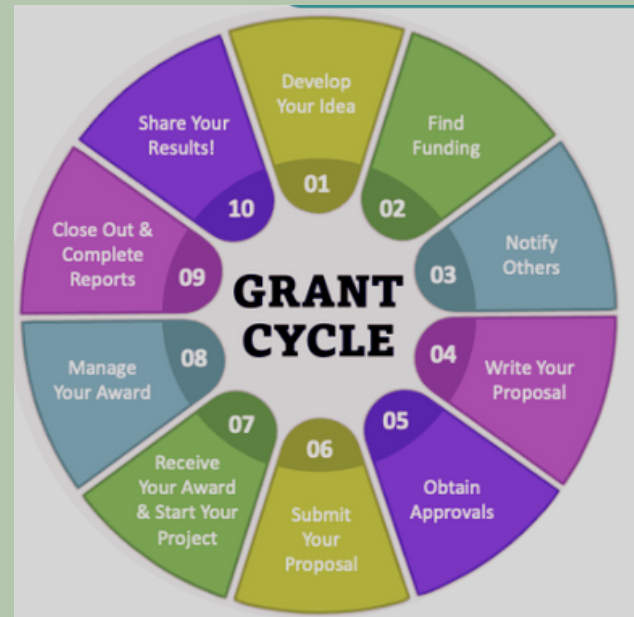 Develop
Your Idea
01
Find
Funding
02
Notify
Others
03
Write Your
Proposal
04
Obtain
Approvals
05
Submit
Your
Proposal
06
Receive
Your Award
& Start Your
Project
07
Manage
Your Award
08
Close Out &
Complete
Reports
09
Share Your
Results!
10
GRANT
CYCLE